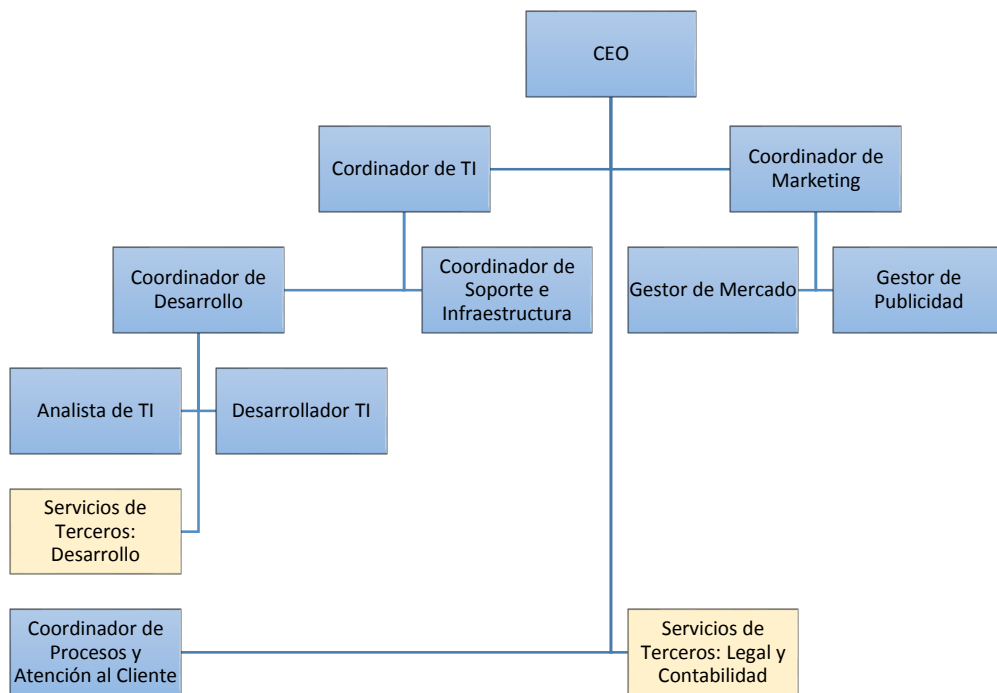 CEO
Cordinador de TI
Coordinador de
Marketing
Coordinador de
Desarrollo
Coordinador de
Soporte e
Infraestructura
Gestor de Mercado
Gestor de
Publicidad
Analista de TI
Desarrollador TI
Servicios de
Terceros:
Desarrollo
Coordinador de
Procesos y
Atención al Cliente
Servicios de
Terceros: Legal y
Contabilidad